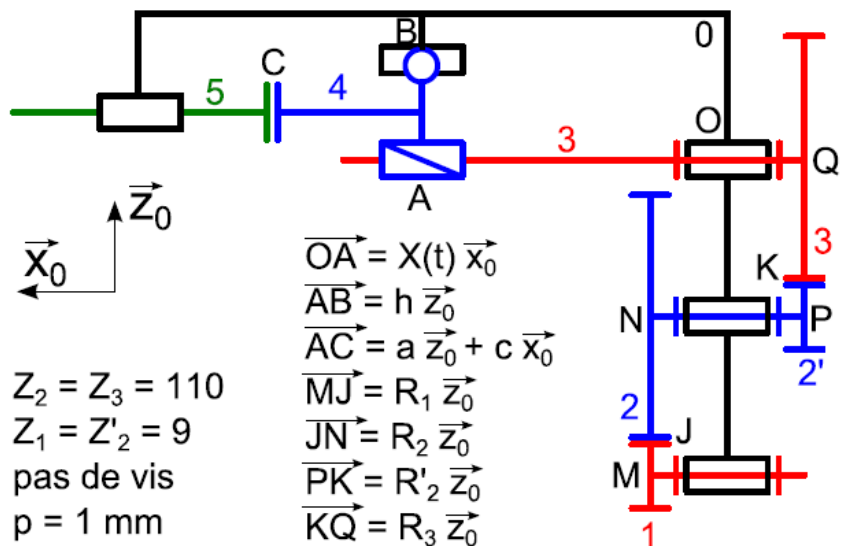 B
0
C
5
4
3
O
Q
A
z₀
x₀
3
K
N
P
2'
2
J
M
1
OA = X(t) x₀
AB = h z₀
AC = a z₀ + c x₀
MJ = R₁ z₀
JN = R₂ z₀
PK = R'₂ z₀
KQ = R₃ z₀
Z₂ = Z₃ = 110
Z₁ = Z'₂ = 9
pas de vis
p = 1 mm